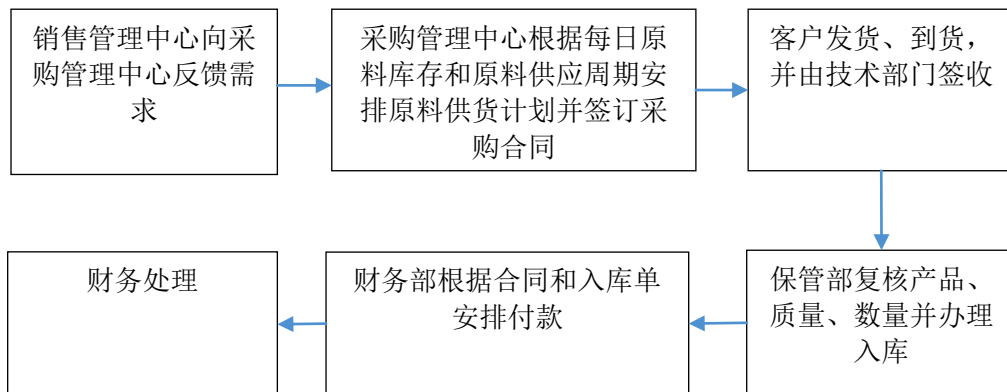 销售管理中心向采
购管理中心反馈需
求
采购管理中心根据每日原
料库存和原料供应周期安
排原料供货计划并签订采
购合同
客户发货、到货,
并由技术部门签收
保管部复核产品、
质量、数量并办理
入库
财务部根据合同和入库单
安排付款
财务处理